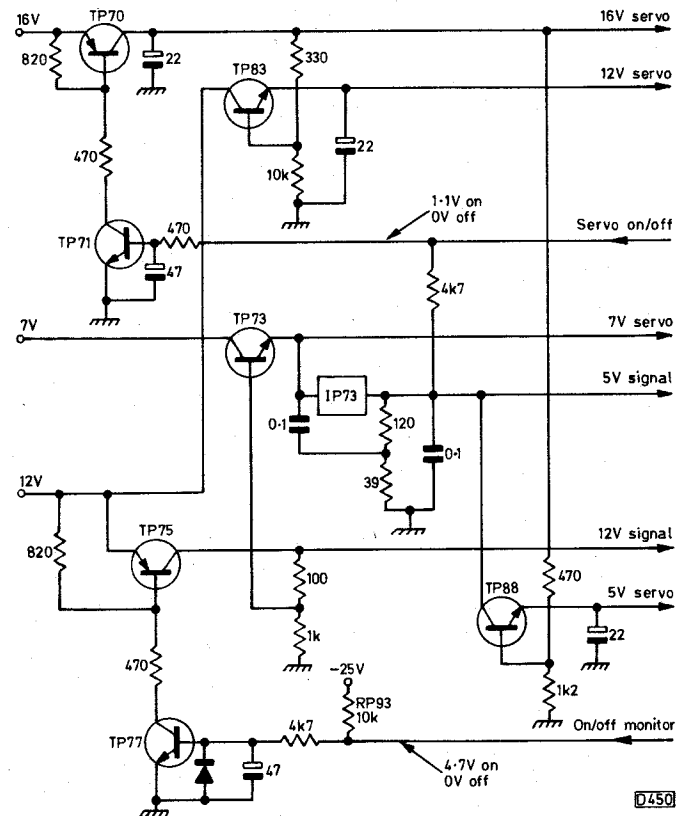 16V
TP70
16V servo
820
22
330
TP83
12V servo
470
22
10k
1·1V on
0V off
470
Servo on/off
TP71
47
4k7
7V
TP73
7V servo
5V signal
IP73
0·1
120
0·1
39
12V
TP75
12V signal
820
100
470
TP88
5V servo
1k
22
470
-25V
1k2
RP93
10k
TP77
4k7
On/off monitor
47
4·7V on
0V off
D450